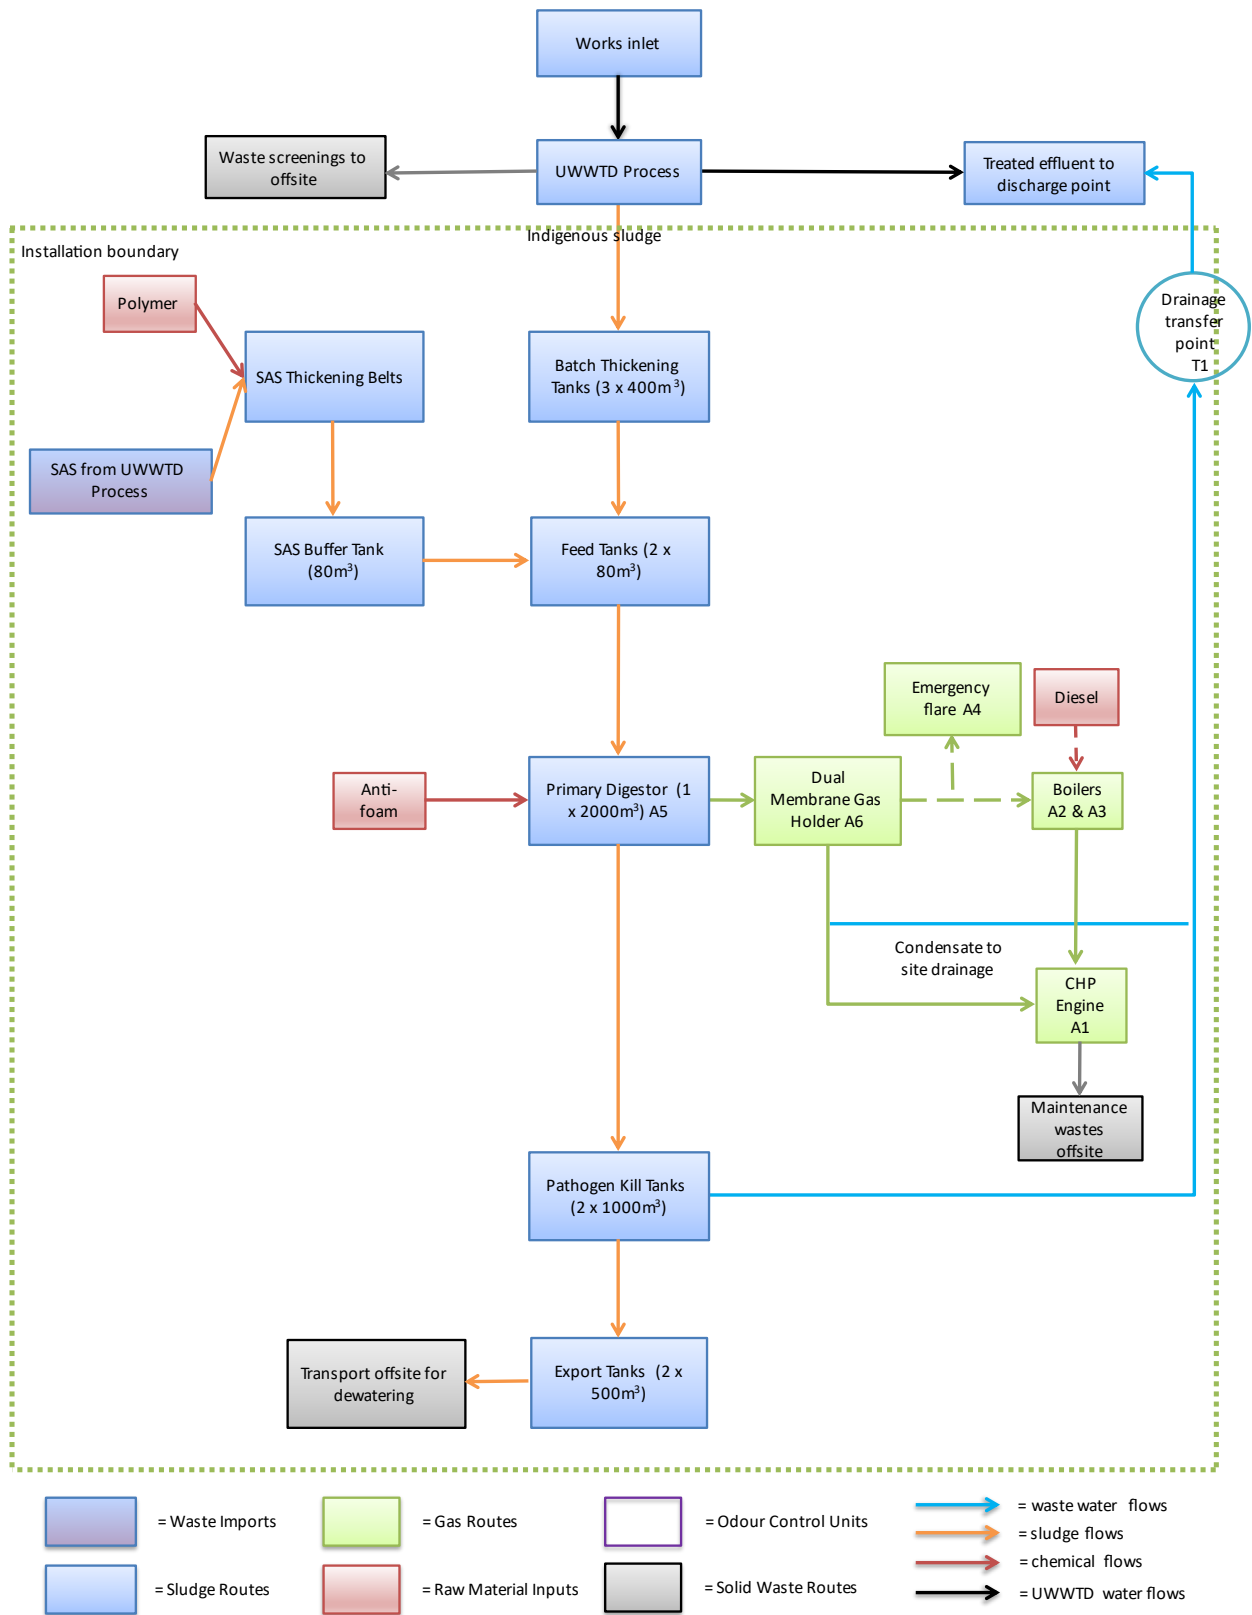 Works inlet
Waste screenings to
offsite
UWWTD Process
Treated effluent to
discharge point
Indigenous sludge
Installation boundary
Polymer
SAS Thickening Belts
Batch Thickening
Tanks (3 x 400m³)
Drainage
transfer
point
T1
SAS from UWWTD
Process
SAS Buffer Tank
(80m³)
Feed Tanks (2 x
80m³)
Emergency
flare A4
Diesel
Anti-
foam
Primary Digestor (1
x 2000m³) A5
Dual
Membrane Gas
Holder A6
Boilers
A2 & A3
Condensate to
site drainage
CHP
Engine
A1
Maintenance
wastes
offsite
Pathogen Kill Tanks
(2 x 1000m³)
Transport offsite for
dewatering
Export Tanks (2 x
500m³)
= Waste Imports
= Gas Routes
= Odour Control Units
= waste water flows
= sludge flows
= chemical flows
= UWWTD water flows
= Sludge Routes
= Raw Material Inputs
= Solid Waste Routes